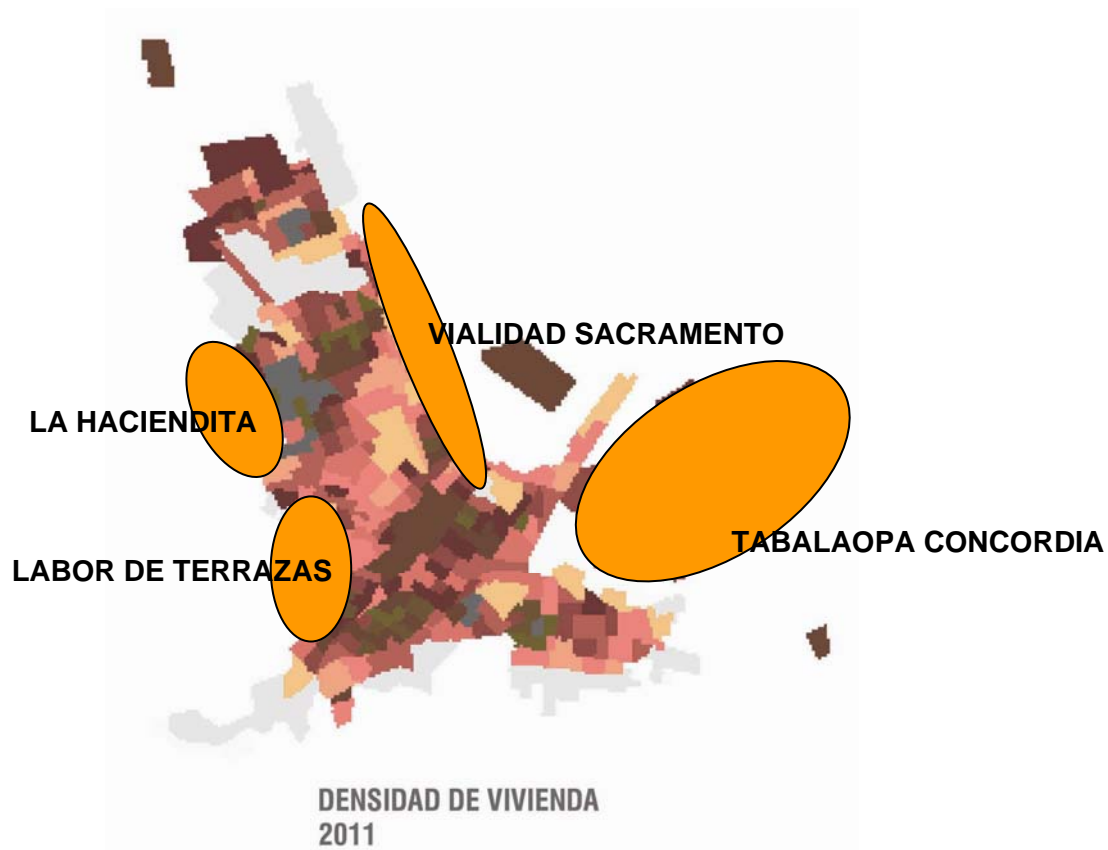 VIALIDAD SACRAMENTO
LA HACIENDITA
TABALAOPA CONCORDIA
LABOR DE TERRAZAS
DENSIDAD DE VIVIENDA
2011